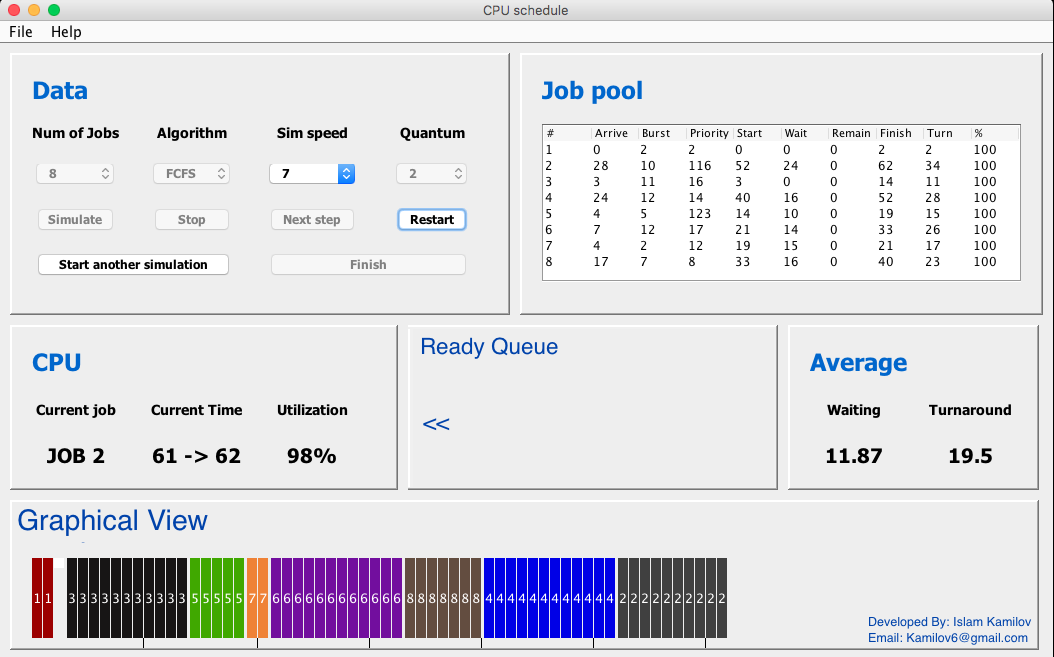 CPU schedule
File Help
Data
Num of Jobs Algorithm Sim speed Quantum
8 FCFS 7 2
Simulate Stop Next step Restart
Start another simulation Finish
Job pool
# Arrive Burst Priority Start Wait Remain Finish Turn %
1 0 2 2 0 0 0 2 2 100
2 28 10 116 52 24 0 62 34 100
3 3 11 16 3 0 0 14 11 100
4 24 12 14 40 16 0 52 28 100
5 4 5 123 14 10 0 19 15 100
6 7 12 17 21 14 0 33 26 100
7 4 2 12 19 15 0 21 17 100
8 17 7 8 33 16 0 40 23 100
CPU
Current job Current Time Utilization
JOB 2 61 -> 62 98%
Ready Queue
<<
Average
Waiting Turnaround
11.87 19.5
Graphical View
1 1 3 3 3 3 3 3 3 3 3 3 3 5 5 5 5 5 7 7 6 6 6 6 6 6 6 6 6 6 6 6 8 8 8 8 8 8 8 4 4 4 4 4 4 4 4 4 4 4 4 2 2 2 2 2 2 2 2 2 2
Developed By: Islam Kamilov
Email: Kamilov6@gmail.com